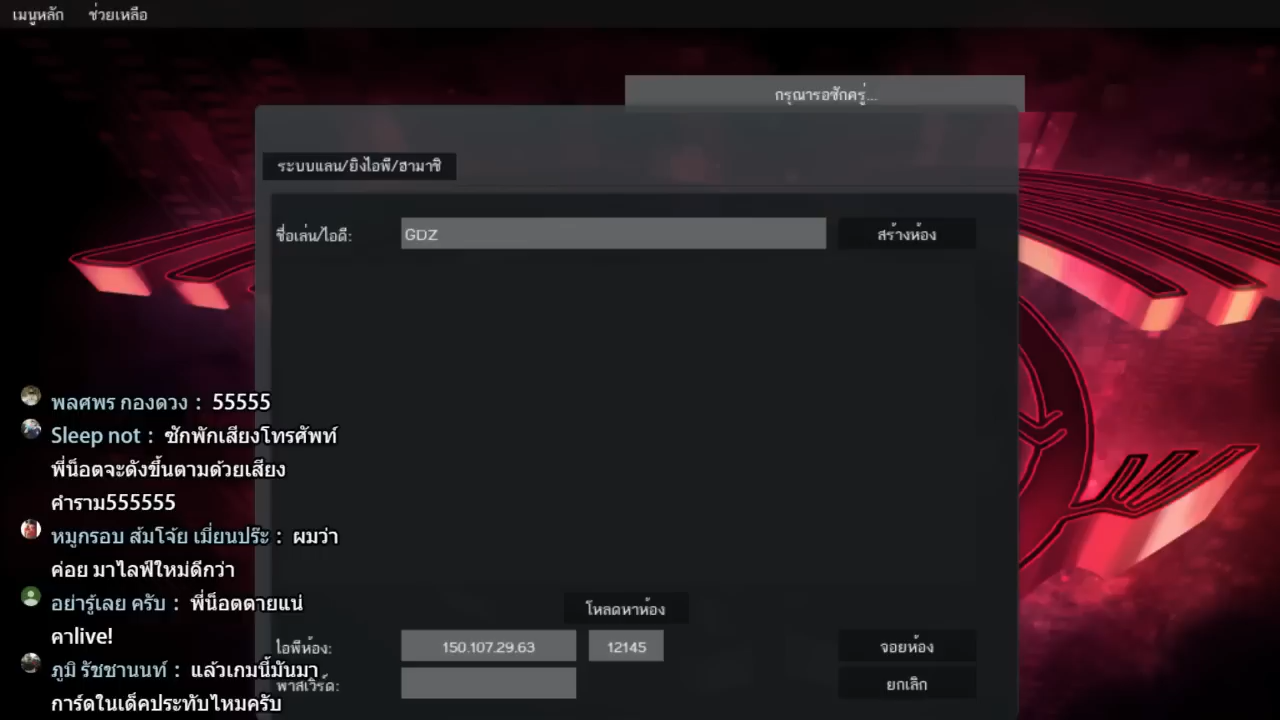 เมนูหลัก ช่วยเหลือ
กรุณารอซักครู่...
ระบบแลน/ยิงไอพี/ฮามาชิ
ชื่อเล่น/ไอดี: GDZ สร้างห้อง
พลศพร กองดวง : 55555
Sleep not : ซักพักเสียงโทรศัพท์
พี่น็อตจะดังขึ้นตามด้วยเสียง
คำราม555555
หมูกรอบ ส้มโจ้ย เมี่ยนป๊ะ : ผมว่า
ค่อย มาไลฟ์ใหม่ดีกว่า
อย่ารู้เลย ครับ : พี่น็อตดายแน่
คาlive!
โหลดหาห้อง
ไอพีห้อง: 150.107.29.63 12145 จอยห้อง
ภูมิ รัชชานนท์ : แล้วเกมนี้มันมา
พาสเวิร์ด: ยกเลิก
การ์ดในเด็คประทับไหมครับ